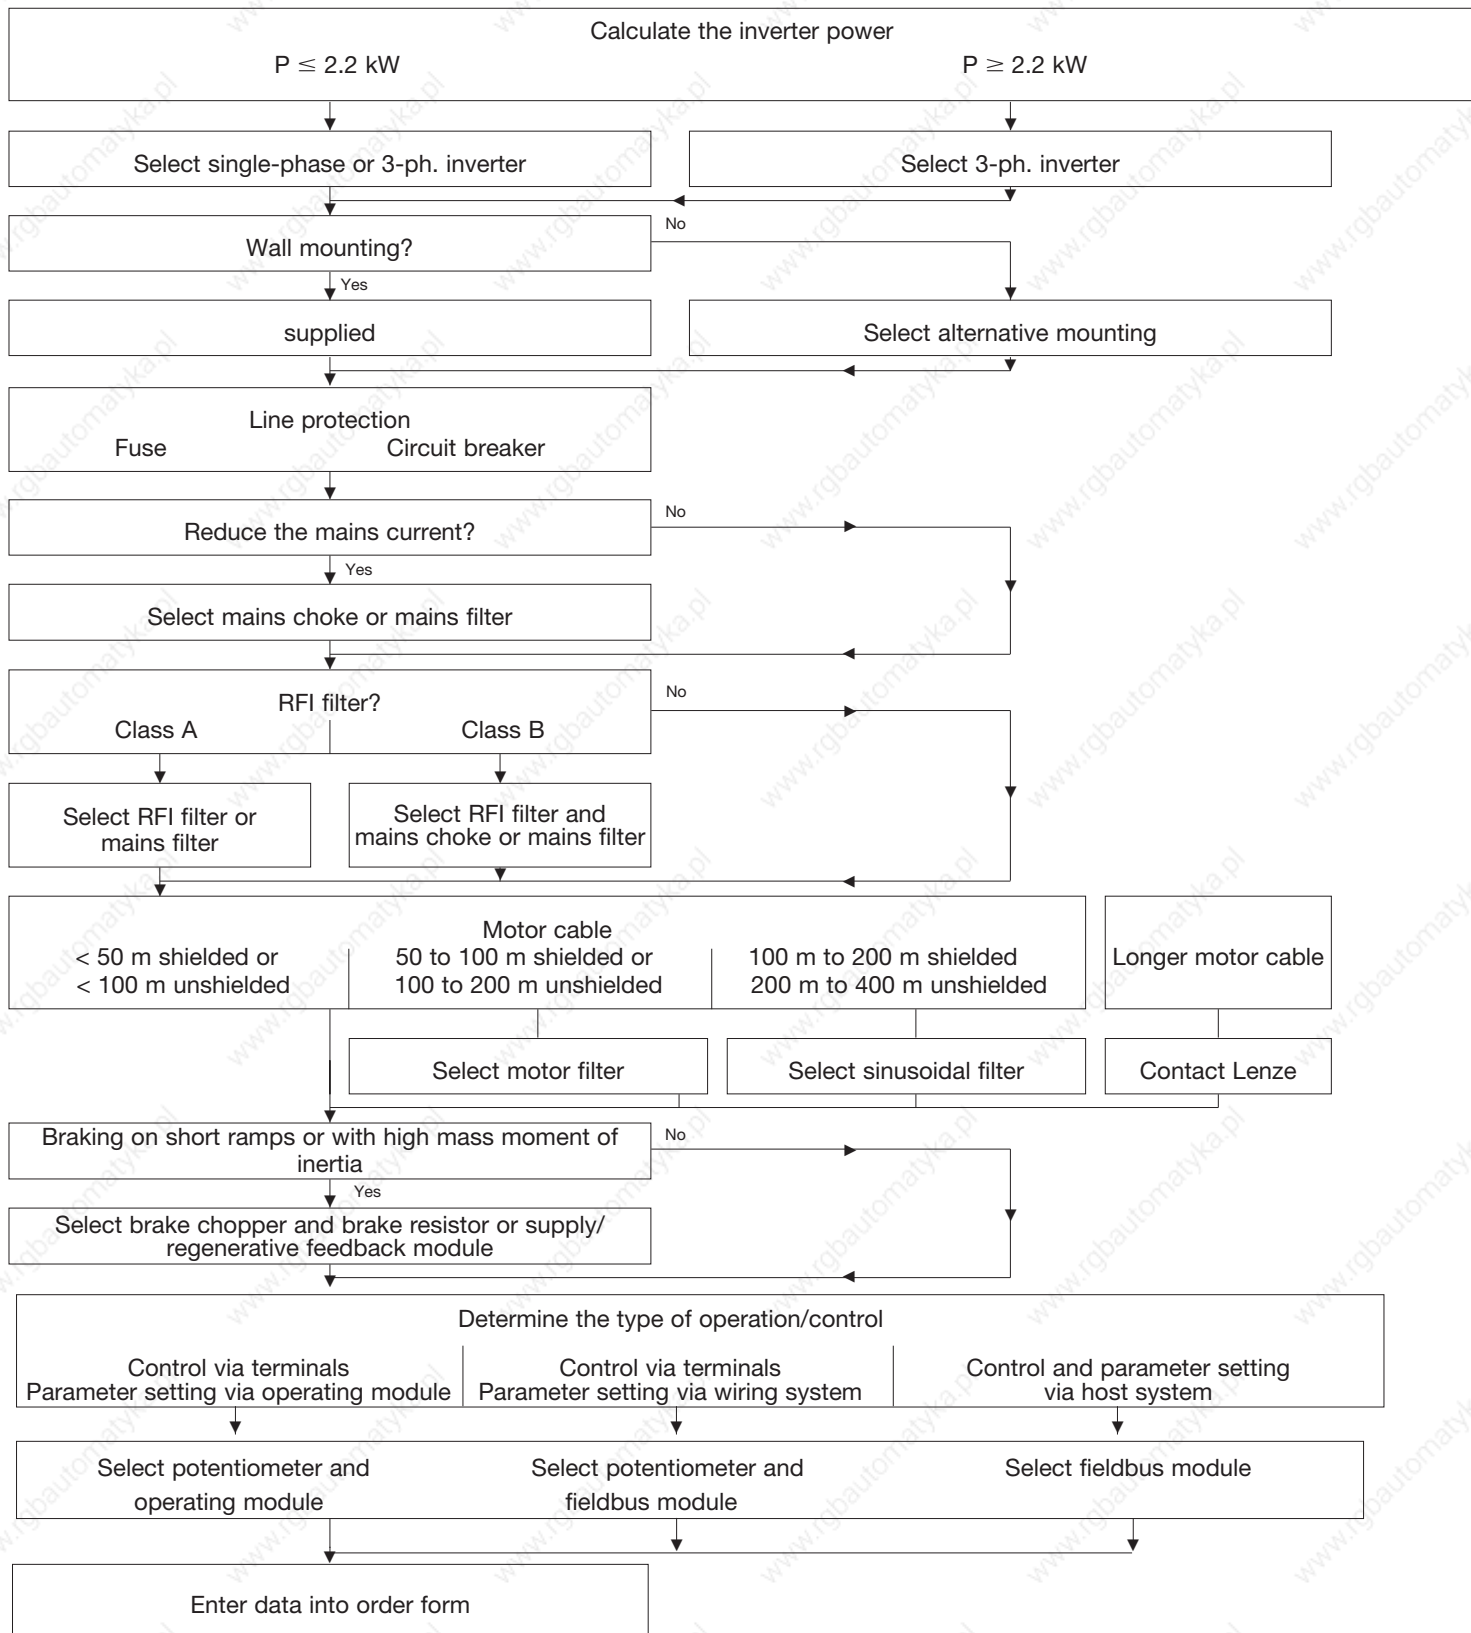 Calculate the inverter power
P ≤ 2.2 kW
P ≥ 2.2 kW
Select single-phase or 3-ph. inverter
Select 3-ph. inverter
Wall mounting?
No
Yes
supplied
Select alternative mounting
Line protection
Fuse
Circuit breaker
Reduce the mains current?
No
Yes
Select mains choke or mains filter
RFI filter?
No
Class A
Class B
Select RFI filter or
mains filter
Select RFI filter and
mains choke or mains filter
Motor cable
< 50 m shielded or
< 100 m unshielded
50 to 100 m shielded or
100 to 200 m unshielded
100 m to 200 m shielded
200 m to 400 m unshielded
Longer motor cable
Select motor filter
Select sinusoidal filter
Contact Lenze
Braking on short ramps or with high mass moment of
inertia
No
Yes
Select brake chopper and brake resistor or supply/
regenerative feedback module
Determine the type of operation/control
Control via terminals
Parameter setting via operating module
Control via terminals
Parameter setting via wiring system
Control and parameter setting
via host system
Select potentiometer and
operating module
Select potentiometer and
fieldbus module
Select fieldbus module
Enter data into order form
www.rgbautomatyka.pl